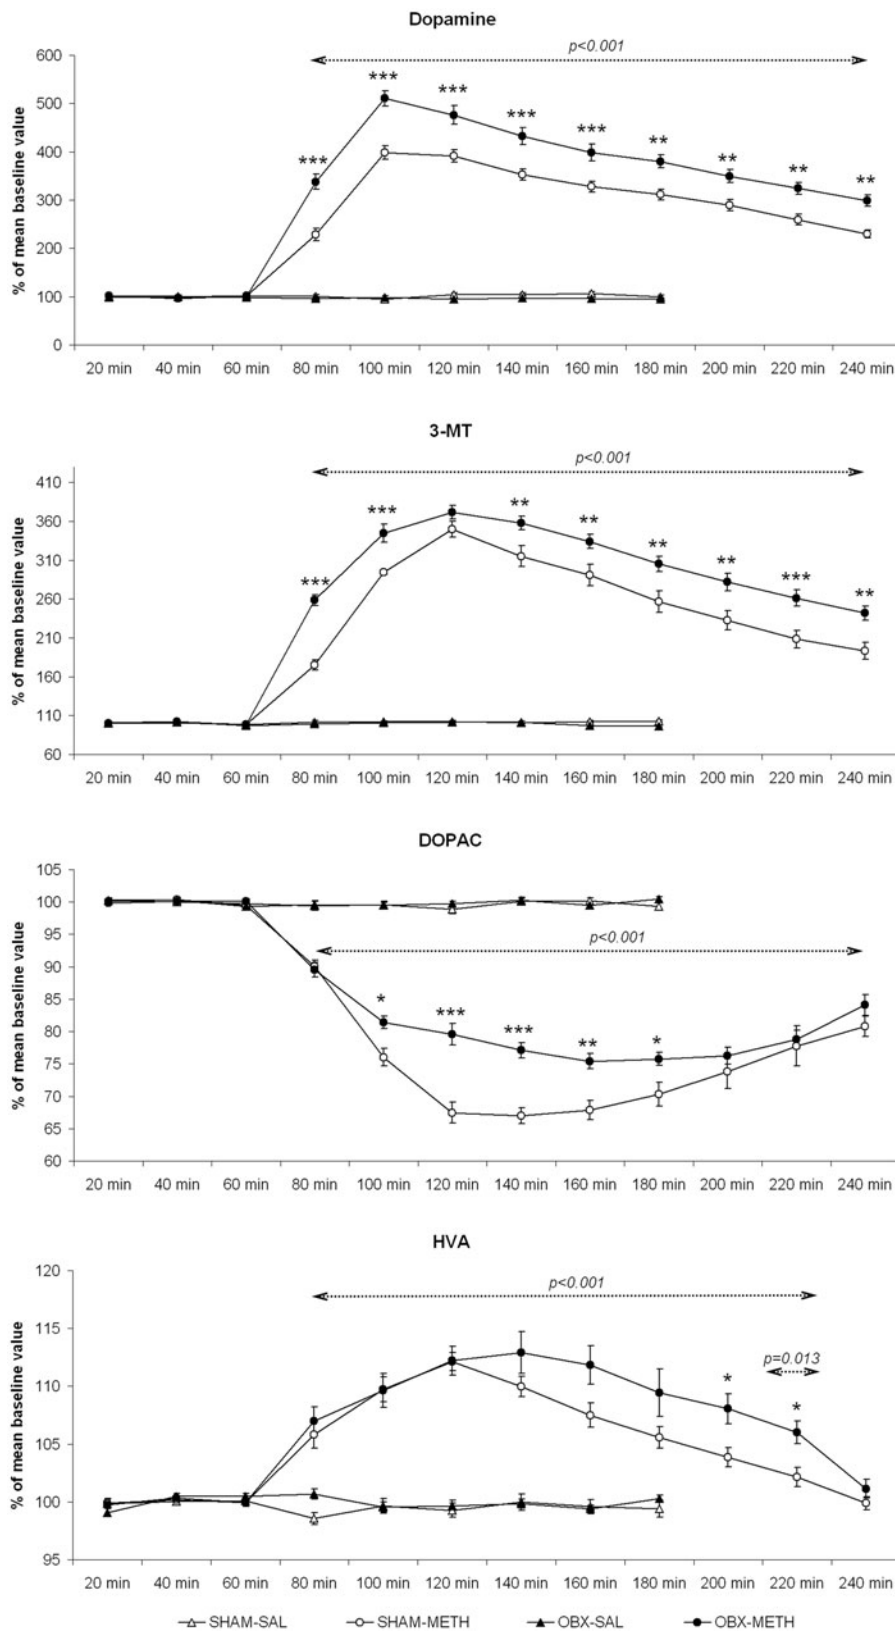 Dopamine
p<0.001
% of mean baseline value
600
500
400
300
200
100
0
*** *** *** *** *** ** ** ** **
20 min 40 min 60 min 80 min 100 min 120 min 140 min 160 min 180 min 200 min 220 min 240 min
3-MT
p<0.001
% of mean baseline value
410
360
310
260
210
160
110
60
*** *** ** ** ** ** *** **
20 min 40 min 60 min 80 min 100 min 120 min 140 min 160 min 180 min 200 min 220 min 240 min
DOPAC
p<0.001
% of mean baseline value
105
100
95
90
85
80
75
70
65
60
* *** *** ** *
20 min 40 min 60 min 80 min 100 min 120 min 140 min 160 min 180 min 200 min 220 min 240 min
HVA
p<0.001
p=0.013
% of mean baseline value
120
115
110
105
100
95
* *
20 min 40 min 60 min 80 min 100 min 120 min 140 min 160 min 180 min 200 min 220 min 240 min
SHAM-SAL SHAM-METH OBX-SAL OBX-METH